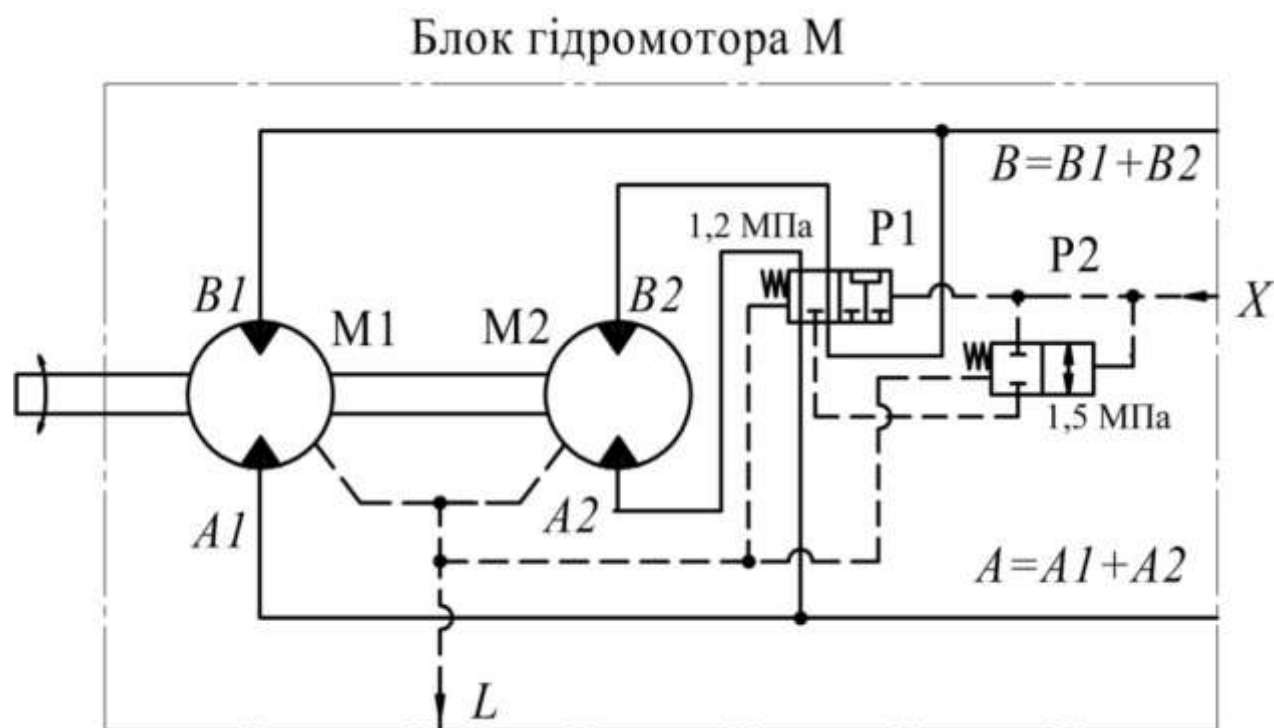 Блок гідромотора М
B=B1+B2
1,2 МПа
P1
P2
B1
M1
M2
B2
X
1,5 МПа
A1
A2
A=A1+A2
L